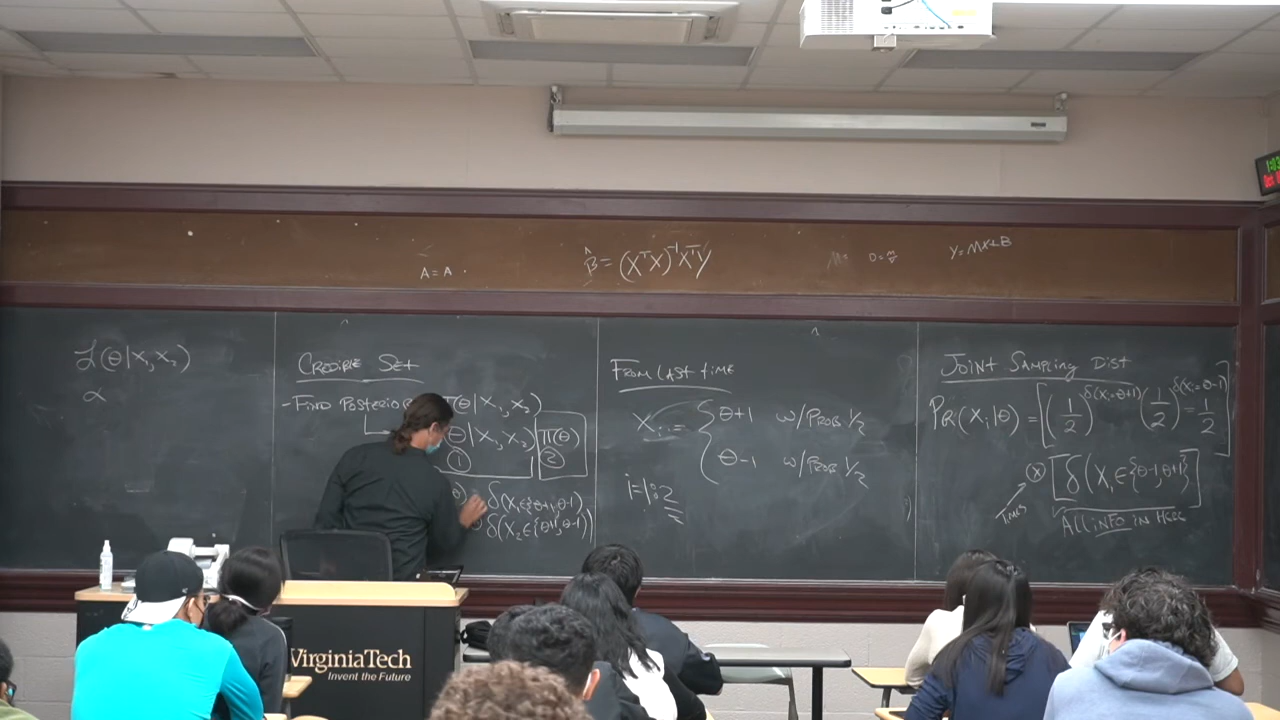 A = A
β̂ = (XᵀX)⁻¹XᵀY
D = m/v
Y = MX+B
ℒ(θ|X₁,X₂)
α
CREDIBLE SET
- FIND POSTERIOR (θ|X₁,X₂)
(θ|X₁,X₂) π(θ)
① ②
δ(X₁∈{θ+1,θ-1})
δ(X₂∈{θ+1,θ-1})
FROM LAST TIME
Xᵢ = { θ+1 W/PROB 1/2
θ-1 W/PROB 1/2
i=1:2
JOINT SAMPLING DIST
PR(Xᵢ|θ) = [(1/2)^δ(Xᵢ=θ+1) (1/2)^δ(Xᵢ=θ-1) = 1/2]
ⓧ [δ(Xᵢ∈{θ-1,θ+1})]
TIMES
ALL INFO IN HERE
VirginiaTech
Invent the Future